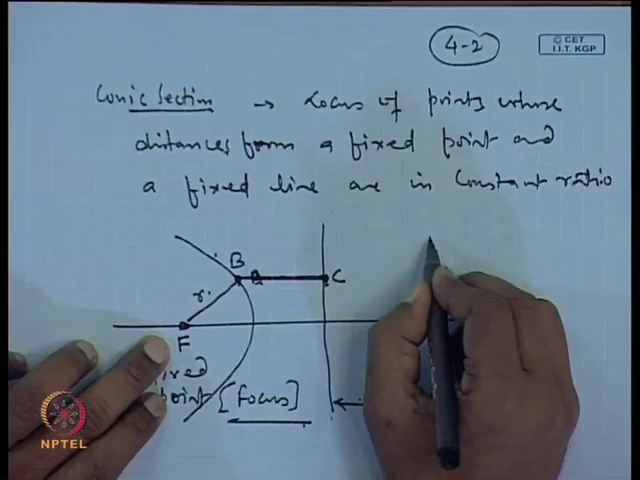 4-2
© CET
I.I.T. KGP
Conic Section → Locus of points whose
distances form a fixed point and
a fixed line are in constant ratio
B
C
r
F
fixed
point [Focus]
NPTEL